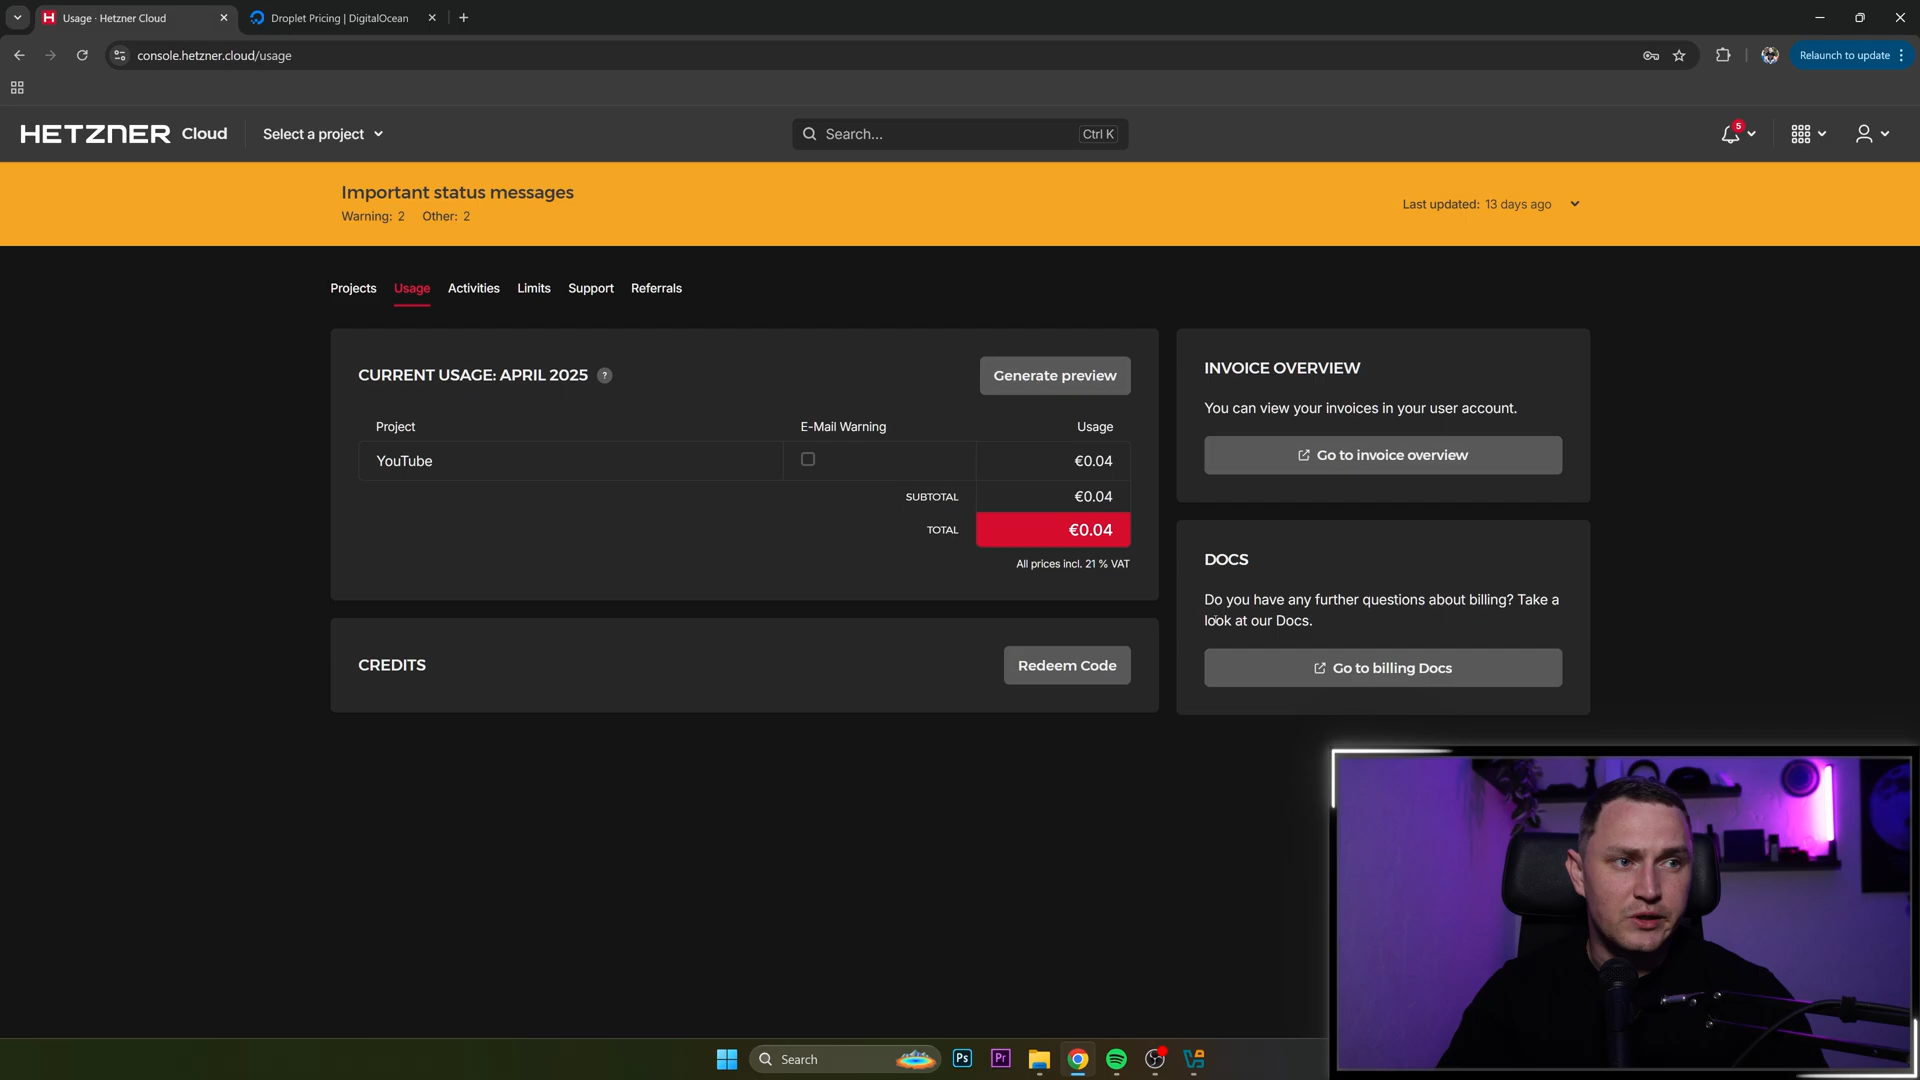 Usage · Hetzner Cloud
Droplet Pricing | DigitalOcean
console.hetzner.cloud/usage
Relaunch to update
HETZNER Cloud
Select a project
Search...
Ctrl K
5
Important status messages
Warning: 2 Other: 2
Last updated: 13 days ago
Projects
Usage
Activities
Limits
Support
Referrals
CURRENT USAGE: APRIL 2025
?
Generate preview
Project
E-Mail Warning
Usage
YouTube
€0.04
SUBTOTAL
€0.04
TOTAL
€0.04
All prices incl. 21 % VAT
CREDITS
Redeem Code
INVOICE OVERVIEW
You can view your invoices in your user account.
Go to invoice overview
DOCS
Do you have any further questions about billing? Take a
look at our Docs.
Go to billing Docs
Search
Ps
Pr